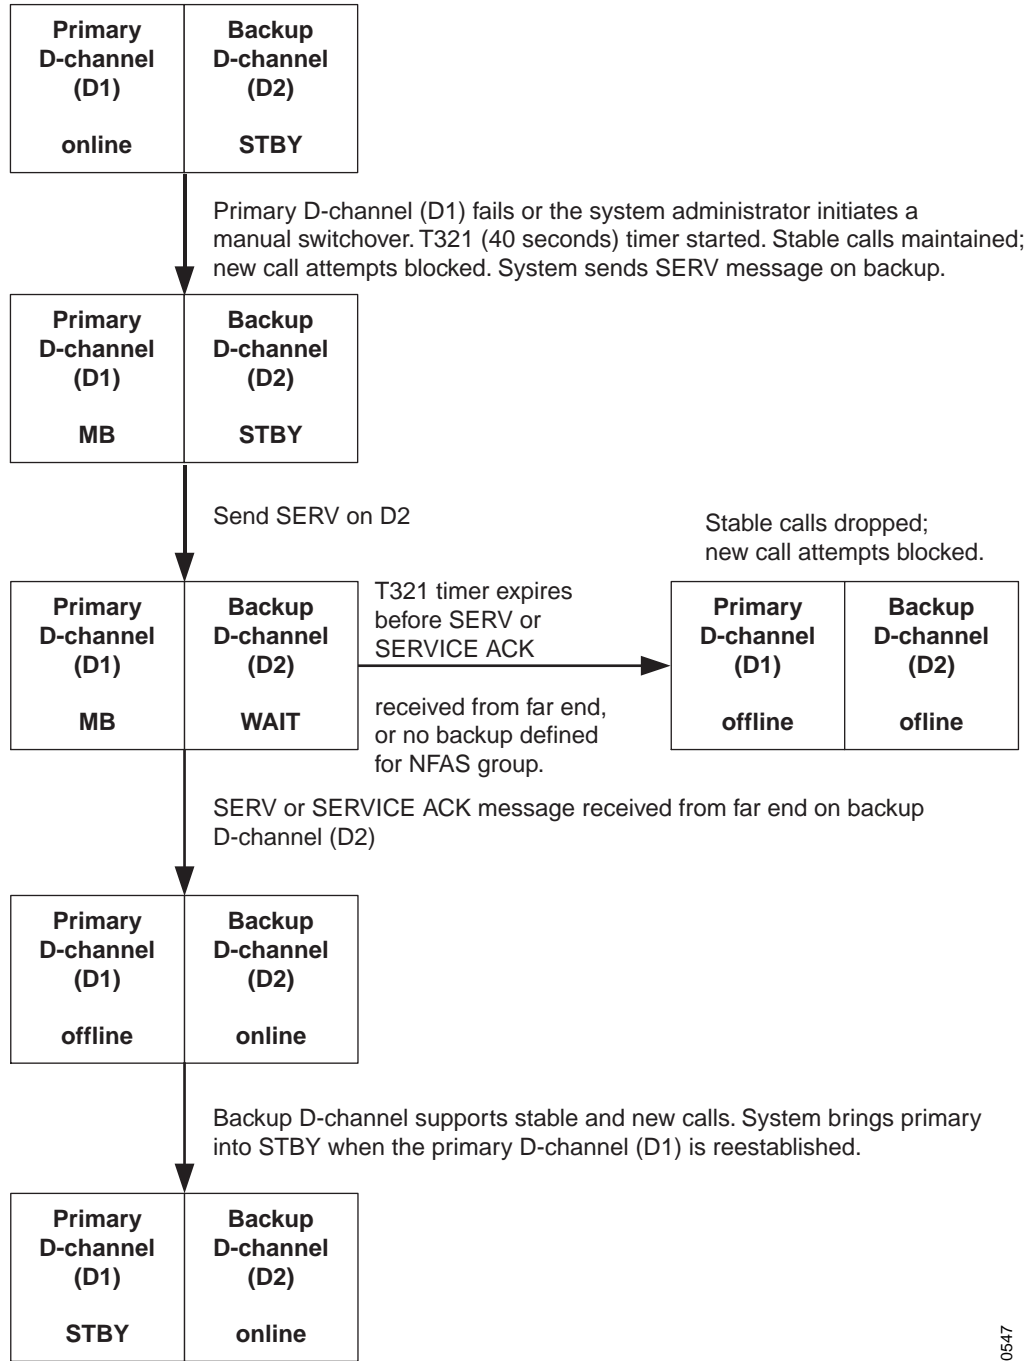 Primary
D-channel
(D1)
online
Backup
D-channel
(D2)
STBY
Primary D-channel (D1) fails or the system administrator initiates a
manual switchover. T321 (40 seconds) timer started. Stable calls maintained;
new call attempts blocked. System sends SERV message on backup.
Primary
D-channel
(D1)
MB
Backup
D-channel
(D2)
STBY
Send SERV on D2
Primary
D-channel
(D1)
MB
Backup
D-channel
(D2)
WAIT
T321 timer expires
before SERV or
SERVICE ACK
received from far end,
or no backup defined
for NFAS group.
Stable calls dropped;
new call attempts blocked.
Primary
D-channel
(D1)
offline
Backup
D-channel
(D2)
ofline
SERV or SERVICE ACK message received from far end on backup
D-channel (D2)
Primary
D-channel
(D1)
offline
Backup
D-channel
(D2)
online
Backup D-channel supports stable and new calls. System brings primary
into STBY when the primary D-channel (D1) is reestablished.
Primary
D-channel
(D1)
STBY
Backup
D-channel
(D2)
online
0547